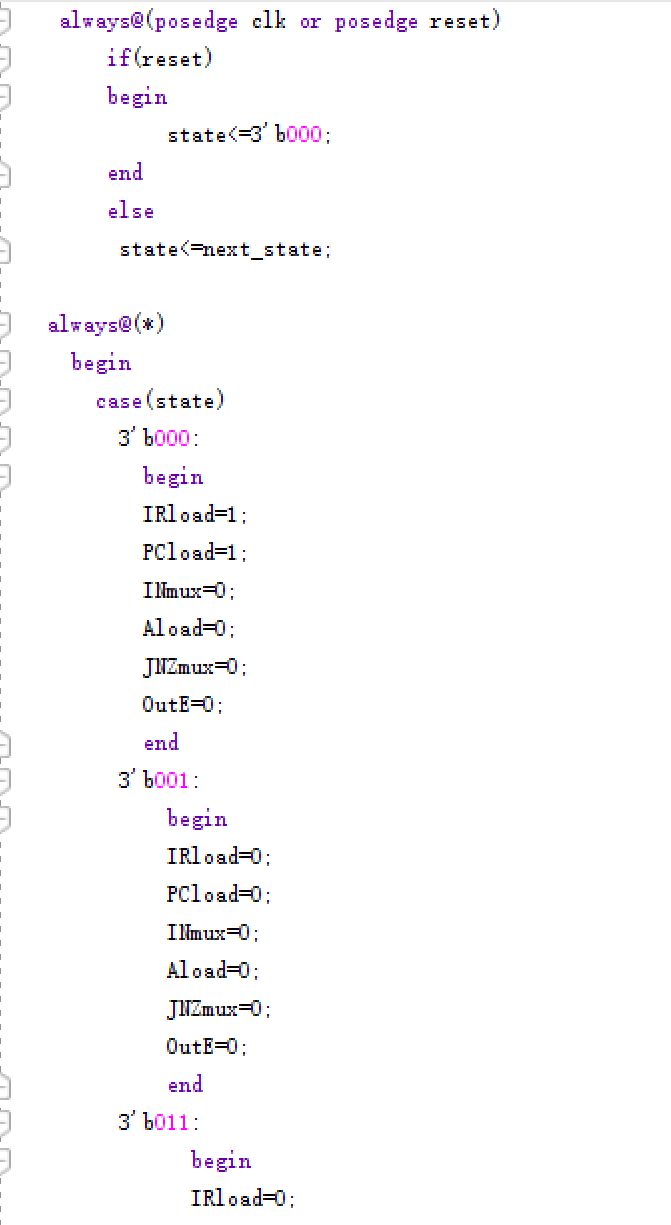 always@(posedge clk or posedge reset)
if(reset)
begin
state<=3'b000;
end
else
state<=next_state;
always@(*)
begin
case(state)
3'b000:
begin
IRload=1;
PCload=1;
INmux=0;
Aload=0;
JNZmux=0;
OutE=0;
end
3'b001:
begin
IRload=0;
PCload=0;
INmux=0;
Aload=0;
JNZmux=0;
OutE=0;
end
3'b011:
begin
IRload=0;